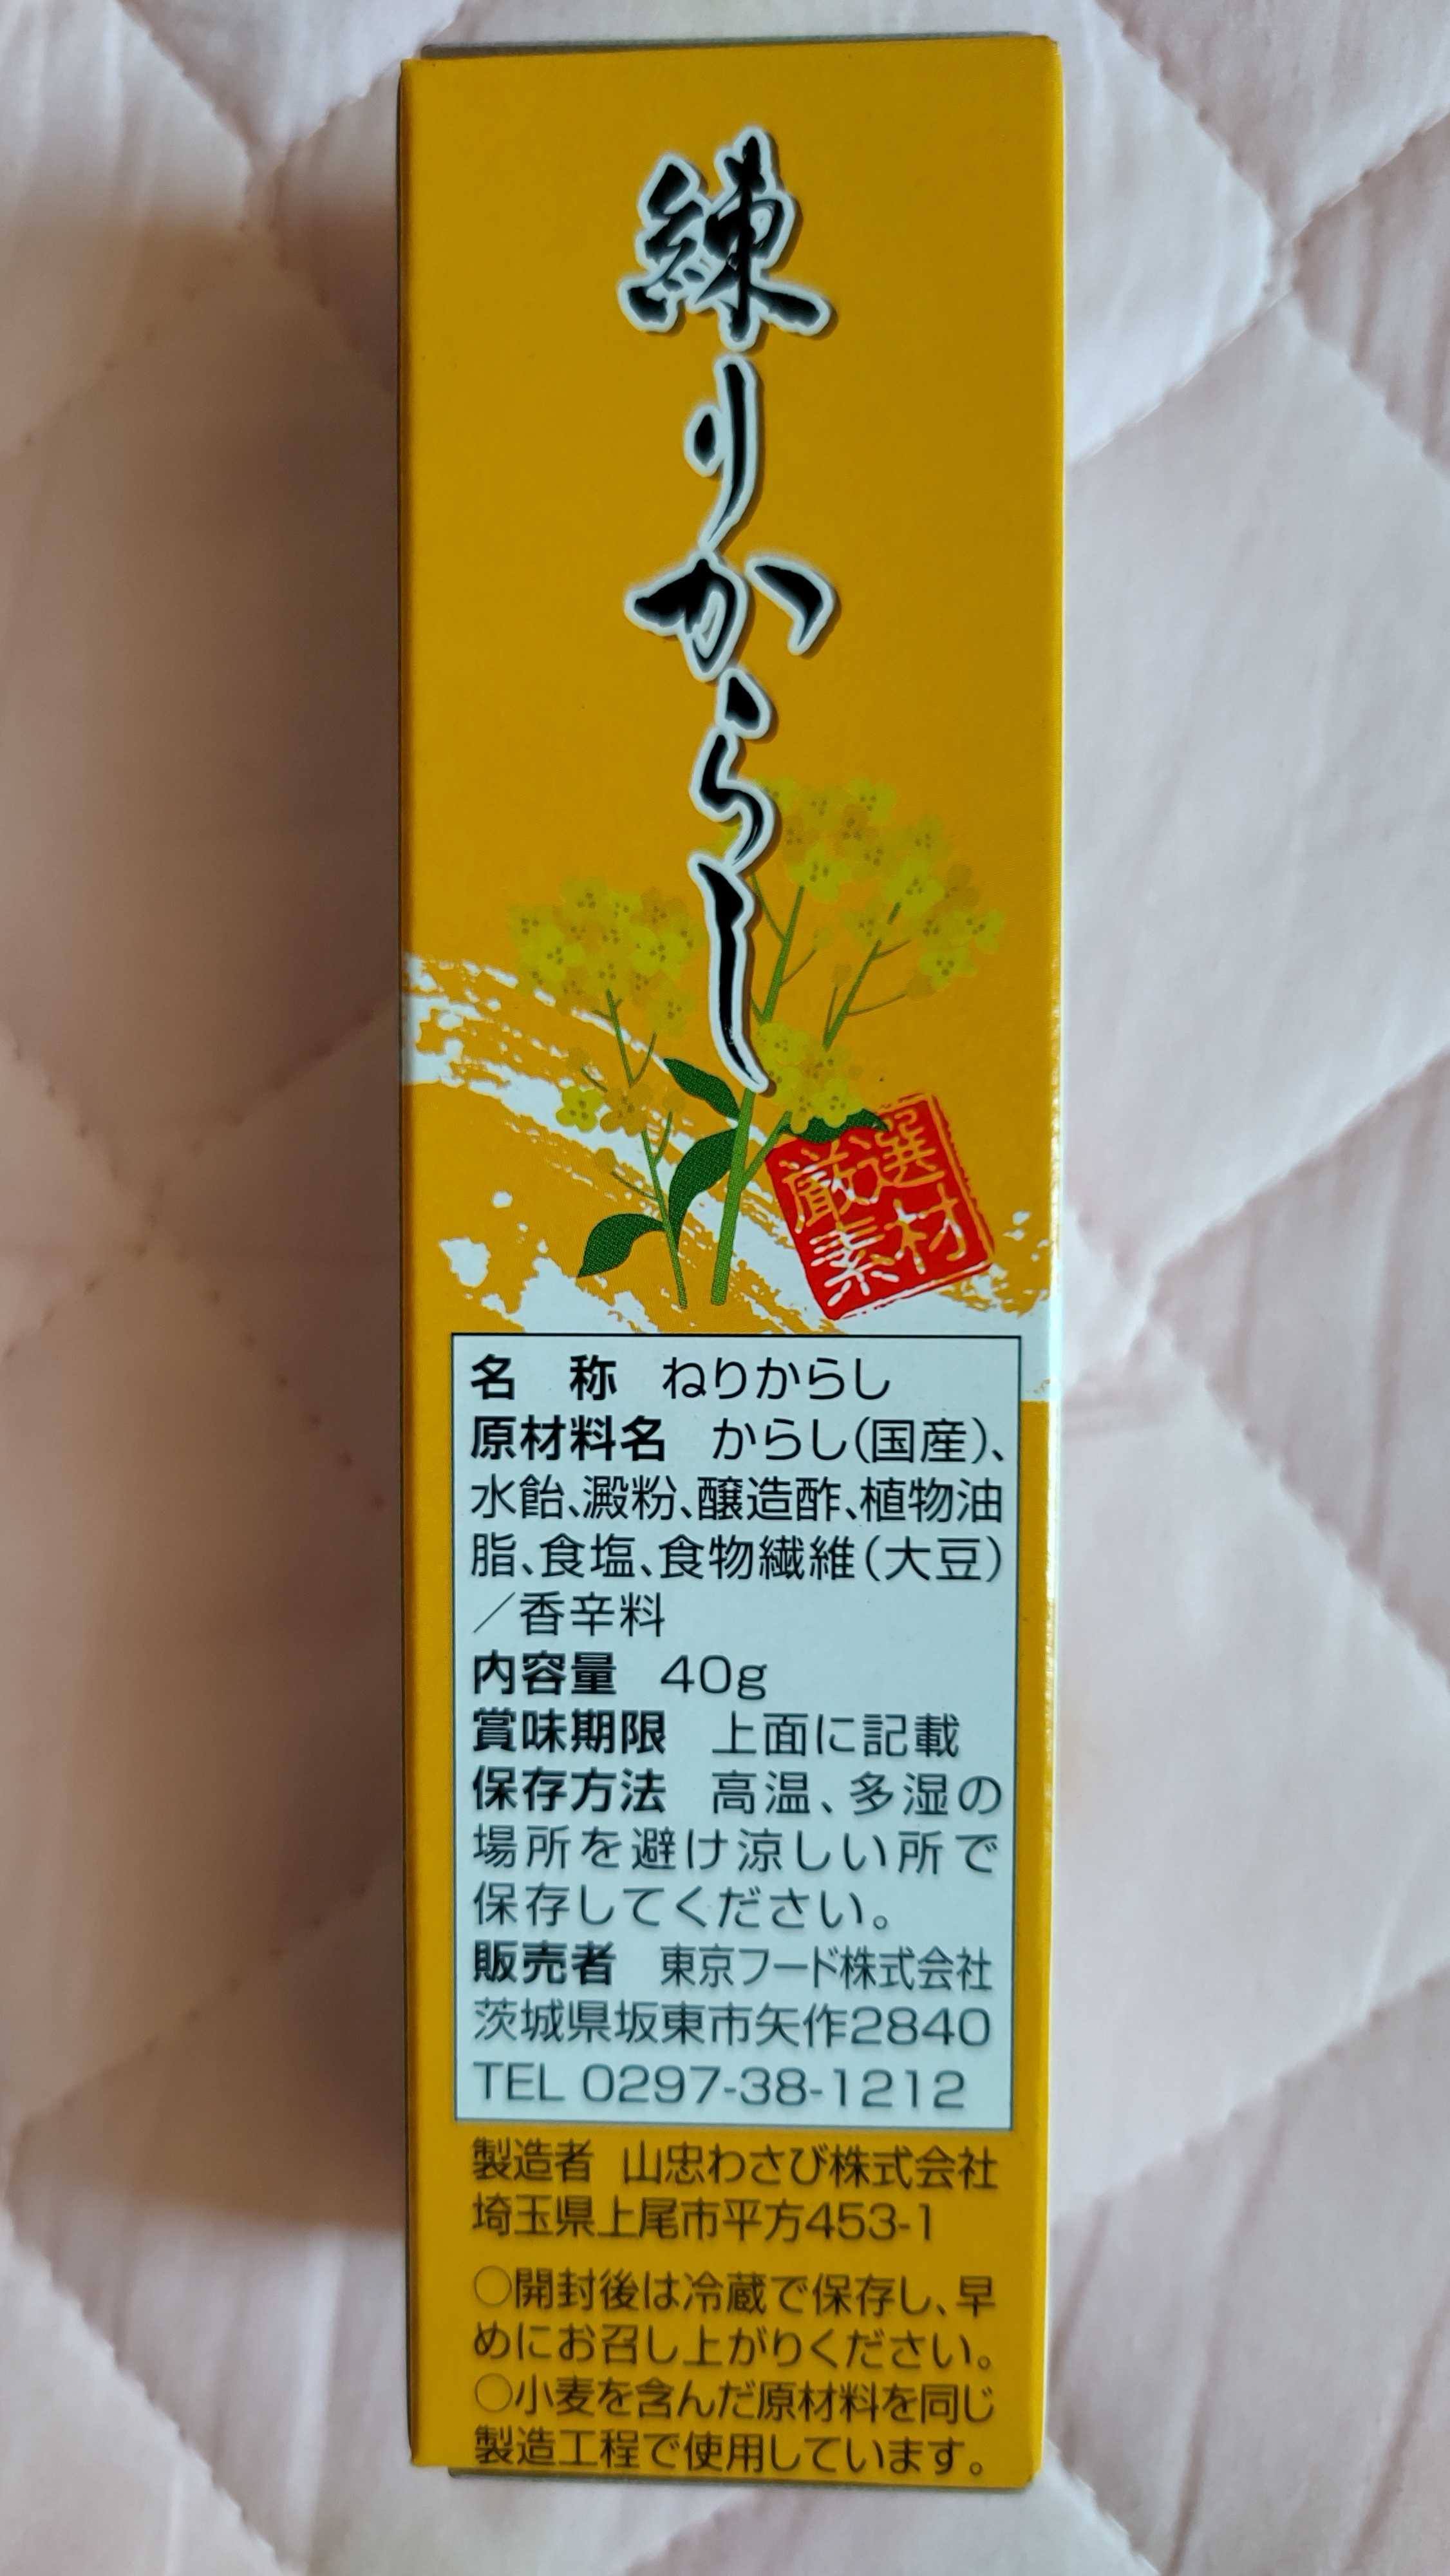 練りからし
厳選
素材
名　称　ねりからし
原材料名　からし(国産)、
水飴、澱粉、醸造酢、植物油
脂、食塩、食物繊維(大豆)
／香辛料
内容量　40g
賞味期限　上面に記載
保存方法　高温、多湿の
場所を避け涼しい所で
保存してください。
販売者　東京フード株式会社
茨城県坂東市矢作2840
TEL 0297-38-1212
製造者　山忠わさび株式会社
埼玉県上尾市平方453-1
○開封後は冷蔵で保存し、早
めにお召し上がりください。
○小麦を含んだ原材料を同じ
製造工程で使用しています。